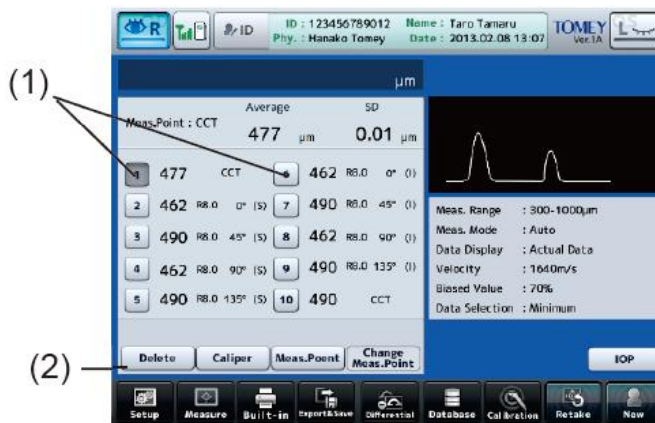 R
ID
ID : 123456789012 Name : Taro Tamaru
Phy. : Hanako Tomey Date : 2013.02.08 13:07
TOMEY
Ver.1A
L
µm
(1)
Average SD
Meas.Point : CCT 477 µm 0.01 µm
1 477 CCT 6 462 R8.0 0° (I)
2 462 R8.0 0° (S) 7 490 R8.0 45° (I)
3 490 R8.0 45° (S) 8 462 R8.0 90° (I)
4 462 R8.0 90° (S) 9 490 R8.0 135° (I)
5 490 R8.0 135° (S) 10 490 CCT
Meas. Range : 300-1000µm
Meas. Mode : Auto
Data Display : Actual Data
Velocity : 1640m/s
Biased Value : 70%
Data Selection : Minimum
(2)
Delete Caliper Meas.Poent Change Meas.Point IOP
Setup Measure Built-in Export&Save Differential Database Calibration Retake New